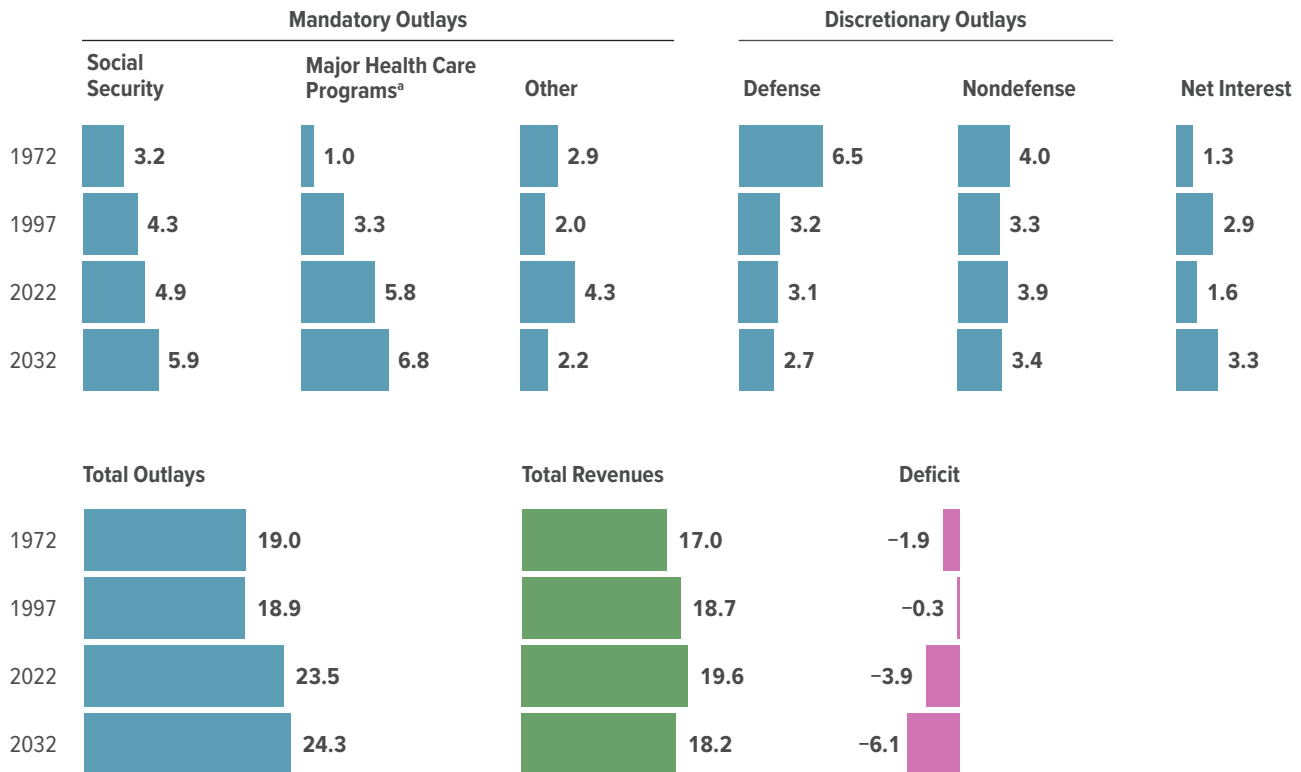 Mandatory Outlays Discretionary Outlays
Social
Security
Major Health Care
Programsᵃ
Other Defense Nondefense Net Interest
1972 3.2 1.0 2.9 6.5 4.0 1.3
1997 4.3 3.3 2.0 3.2 3.3 2.9
2022 4.9 5.8 4.3 3.1 3.9 1.6
2032 5.9 6.8 2.2 2.7 3.4 3.3
Total Outlays Total Revenues Deficit
1972 19.0 17.0 −1.9
1997 18.9 18.7 −0.3
2022 23.5 19.6 −3.9
2032 24.3 18.2 −6.1